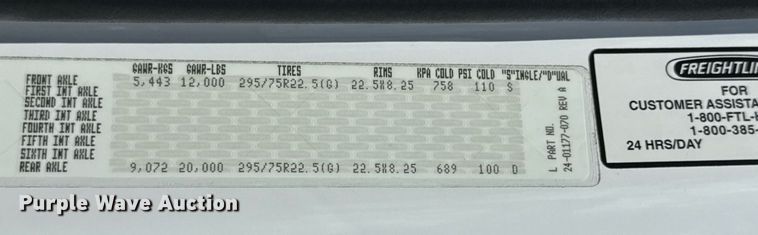 GAWR-KGS GAWR-LBS TIRES RIMS KPA COLD PSI COLD "S"INGLE/"D"UAL
FRONT AXLE 5,443 12,000 295/75R22.5(G) 22.5X8.25 758 110 S
FIRST INT AXLE
SECOND INT AXLE
THIRD INT AXLE
FOURTH INT AXLE
FIFTH INT AXLE
SIXTH INT AXLE
REAR AXLE 9,072 20,000 295/75R22.5(G) 22.5X8.25 689 100 D
L PART NO.
24-01177-070 REV A
FREIGHTLIN
FOR
CUSTOMER ASSISTA
1-800-FTL-H
1-800-385-
24 HRS/DAY
Purple Wave Auction